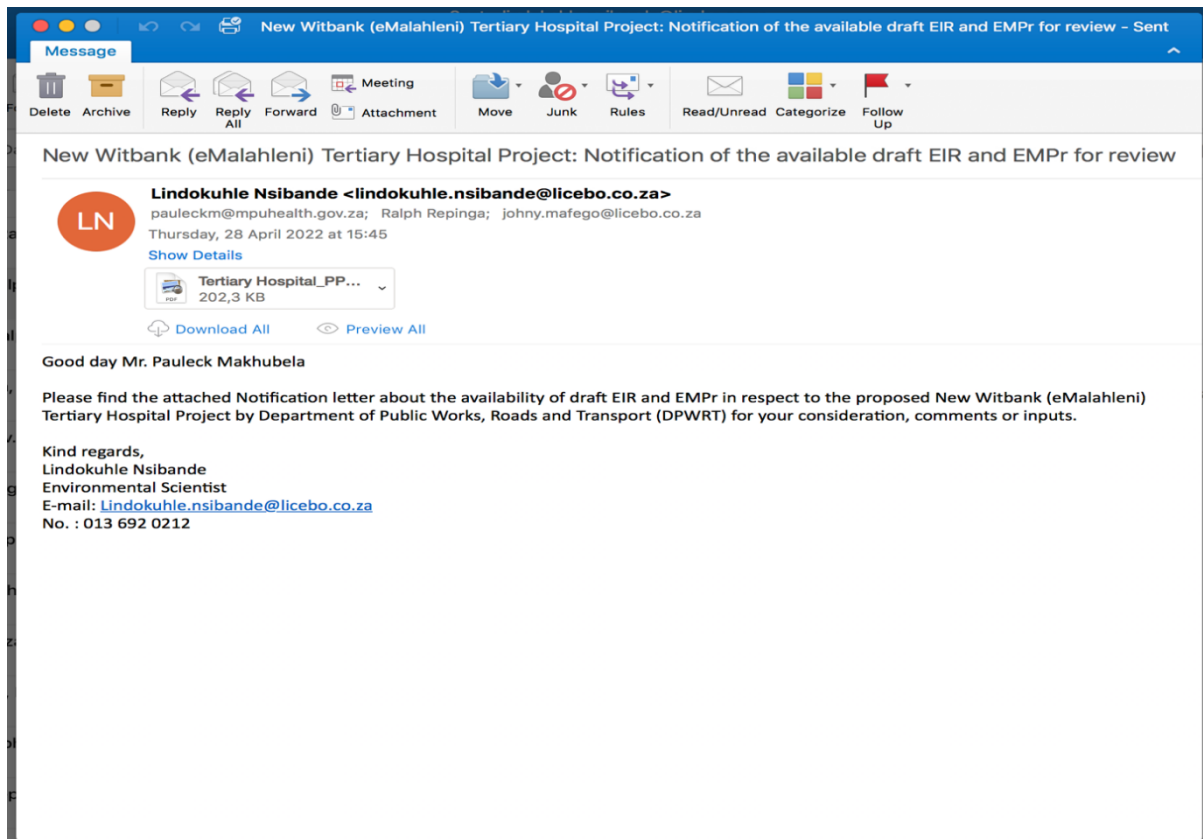 New Witbank (eMalahleni) Tertiary Hospital Project: Notification of the available draft EIR and EMPr for review – Sent
Message
Delete Archive Reply Reply All Forward Meeting Attachment Move Junk Rules Read/Unread Categorize Follow Up
New Witbank (eMalahleni) Tertiary Hospital Project: Notification of the available draft EIR and EMPr for review
LN
Lindokuhle Nsibande <lindokuhle.nsibande@licebo.co.za>
pauleckm@mpuhealth.gov.za; Ralph Repinga; johny.mafego@licebo.co.za
Thursday, 28 April 2022 at 15:45
Show Details
PDF
Tertiary Hospital_PP...
202,3 KB
Download All Preview All
Good day Mr. Pauleck Makhubela
Please find the attached Notification letter about the availability of draft EIR and EMPr in respect to the proposed New Witbank (eMalahleni)
Tertiary Hospital Project by Department of Public Works, Roads and Transport (DPWRT) for your consideration, comments or inputs.
Kind regards,
Lindokuhle Nsibande
Environmental Scientist
E-mail: Lindokuhle.nsibande@licebo.co.za
No. : 013 692 0212